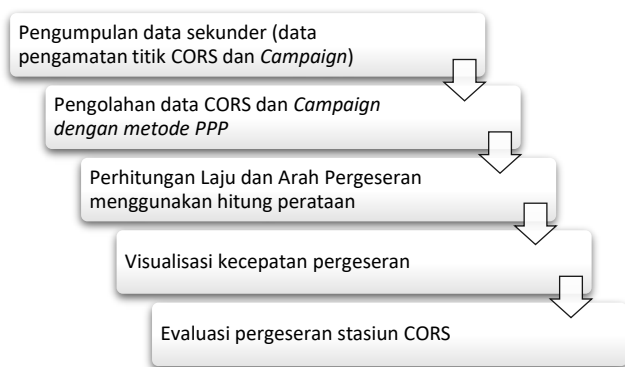 Pengumpulan data sekunder (data
pengamatan titik CORS dan Campaign)
Pengolahan data CORS dan Campaign
dengan metode PPP
Perhitungan Laju dan Arah Pergeseran
menggunakan hitung perataan
Visualisasi kecepatan pergeseran
Evaluasi pergeseran stasiun CORS